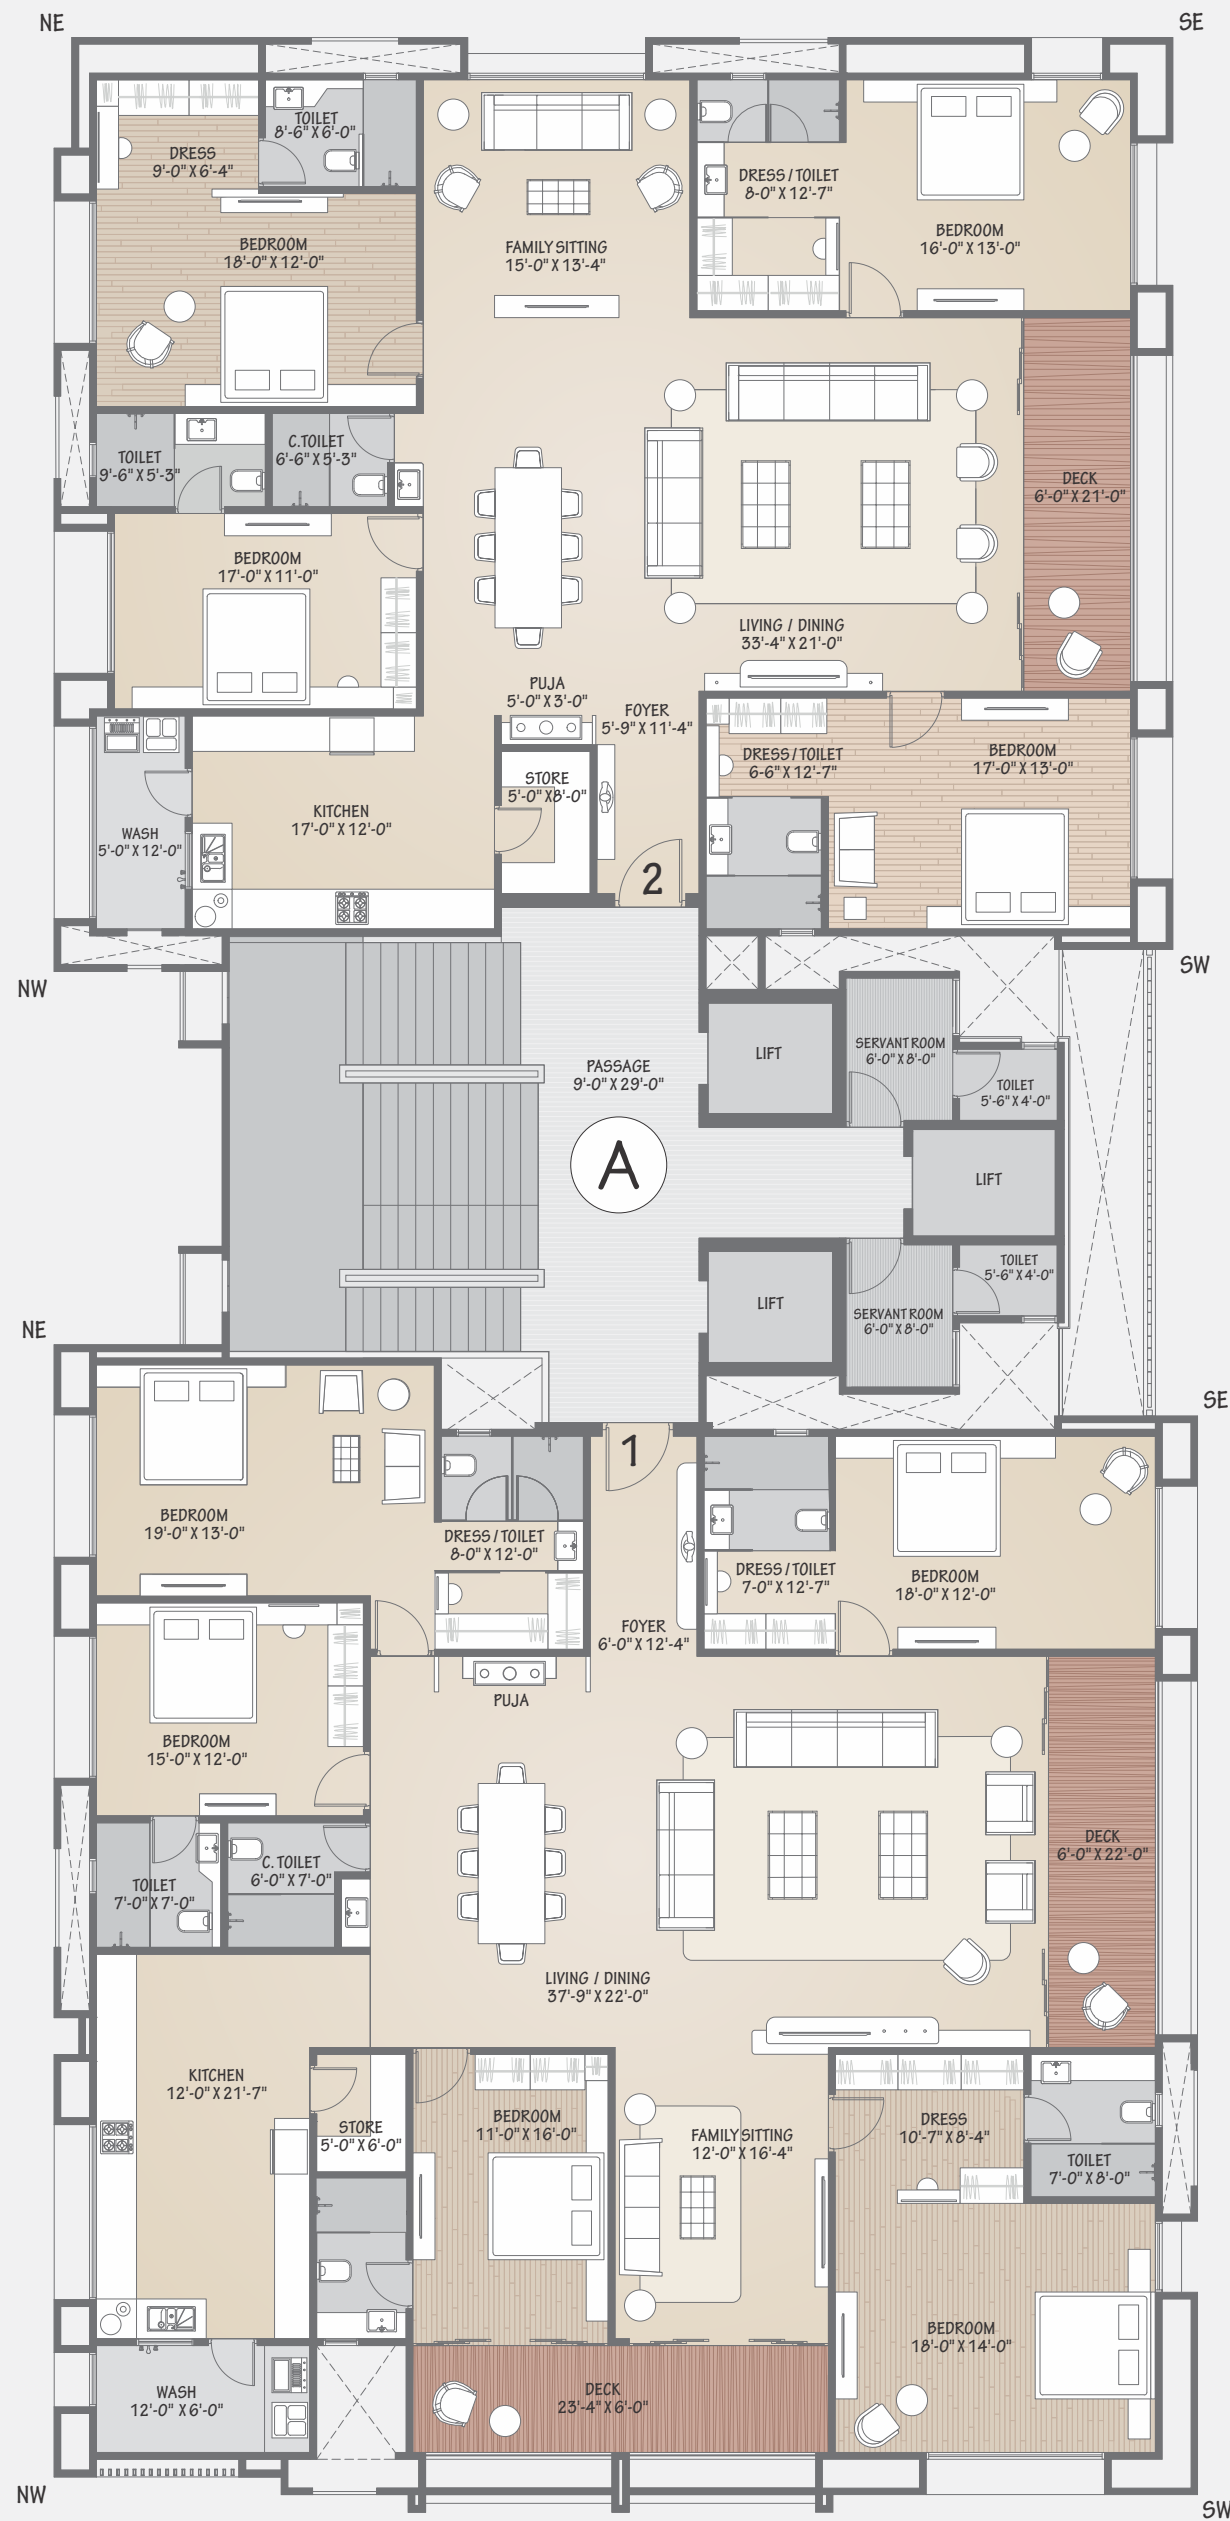 NE
SE
TOILET
8'-6" X 6'-0"
DRESS
9'-0" X 6'-4"
DRESS / TOILET
8-0" X 12'-7"
BEDROOM
18'-0" X 12'-0"
FAMILY SITTING
15'-0" X 13'-4"
BEDROOM
16'-0" X 13'-0"
C.TOILET
6'-6" X 5'-3"
TOILET
9'-6" X 5'-3"
DECK
6'-0" X 21'-0"
BEDROOM
17'-0" X 11'-0"
LIVING / DINING
33'-4" X 21'-0"
PUJA
5'-0" X 3'-0"
FOYER
5'-9" X 11'-4"
DRESS / TOILET
6-6" X 12'-7"
BEDROOM
17'-0" X 13'-0"
STORE
5'-0" X 8'-0"
KITCHEN
17'-0" X 12'-0"
WASH
5'-0" X 12'-0"
2
NW
SW
LIFT
SERVANT ROOM
6'-0" X 8'-0"
PASSAGE
9'-0" X 29'-0"
TOILET
5'-6" X 4'-0"
A
LIFT
TOILET
5'-6" X 4'-0"
LIFT
SERVANT ROOM
6'-0" X 8'-0"
NE
SE
1
BEDROOM
19'-0" X 13'-0"
DRESS / TOILET
8-0" X 12'-0"
DRESS / TOILET
7-0" X 12'-7"
BEDROOM
18'-0" X 12'-0"
FOYER
6'-0" X 12'-4"
PUJA
BEDROOM
15'-0" X 12'-0"
DECK
6'-0" X 22'-0"
C. TOILET
6'-0" X 7'-0"
TOILET
7'-0" X 7'-0"
LIVING / DINING
37'-9" X 22'-0"
KITCHEN
12'-0" X 21'-7"
STORE
5'-0" X 6'-0"
BEDROOM
11'-0" X 16'-0"
FAMILY SITTING
12'-0" X 16'-4"
DRESS
10'-7" X 8'-4"
TOILET
7'-0" X 8'-0"
BEDROOM
18'-0" X 14'-0"
WASH
12'-0" X 6'-0"
DECK
23'-4" X 6'-0"
NW
SW